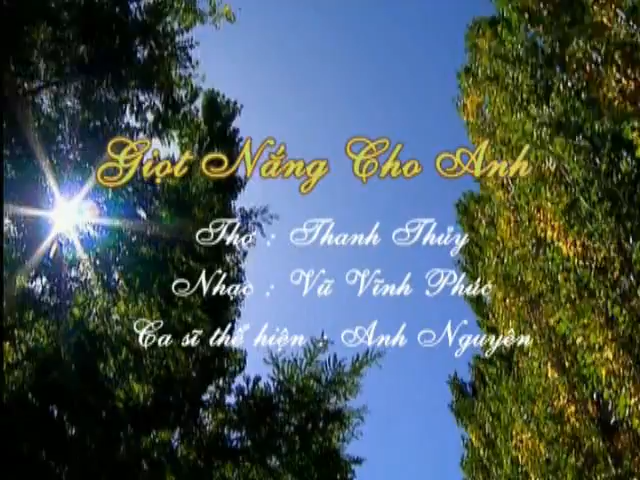 Giọt Nắng Cho Anh
Thơ : Thanh Thủy
Nhạc : Vũ Vĩnh Phúc
Ca sĩ thể hiện : Anh Nguyên